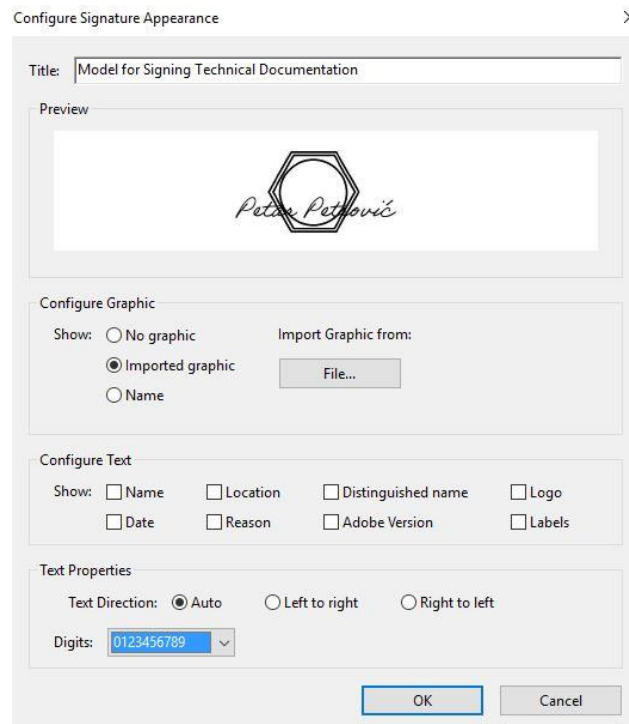 Configure Signature Appearance
Title: Model for Signing Technical Documentation
Preview
Petar Petrović
Configure Graphic
Show: No graphic Import Graphic from:
Imported graphic File...
Name
Configure Text
Show: Name Location Distinguished name Logo
Date Reason Adobe Version Labels
Text Properties
Text Direction: Auto Left to right Right to left
Digits: 0123456789
OK Cancel